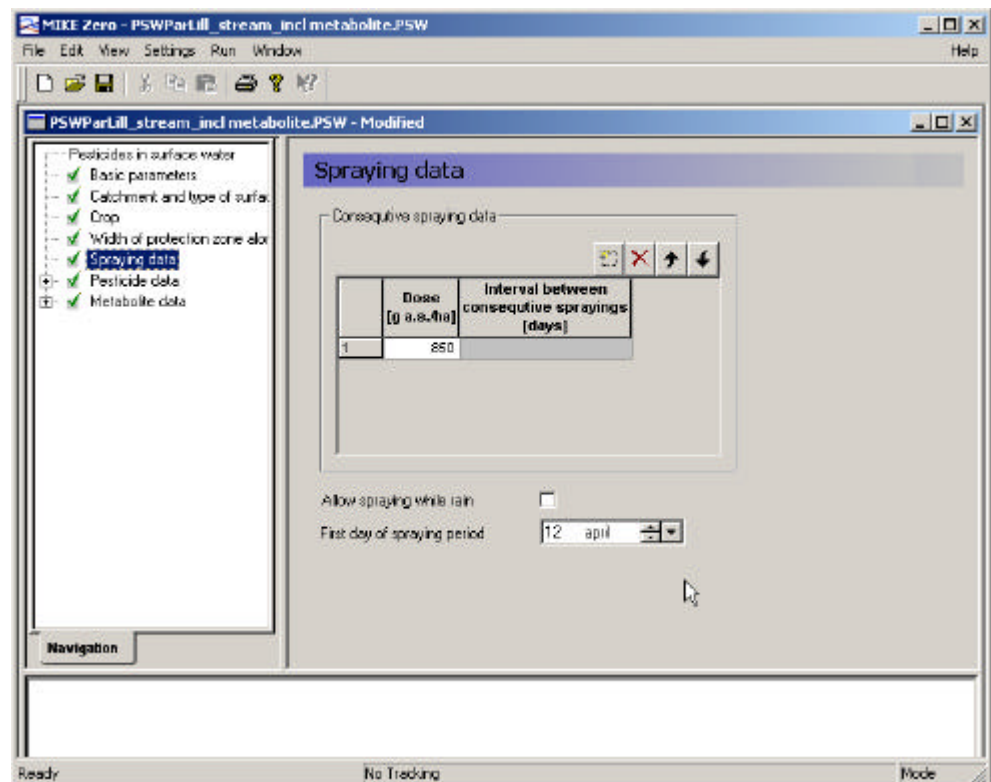 MIKE Zero - PSWParLill_stream_incl metabolite.PSW
File Edit View Settings Run Window Help
PSWParLill_stream_incl metabolite.PSW - Modified
Pesticides in surface water
Basic parameters
Catchment and type of surfac
Crop
Width of protection zone alor
Spraying data
Pesticide data
Metabolite data
Navigation
Spraying data
Consequtive spraying data
Dose
[g a.s./ha]
Interval between
consequtive sprayings
[days]
1 850
Allow spraying while rain
First day of spraying period 12 april
Ready No Tracking Mode